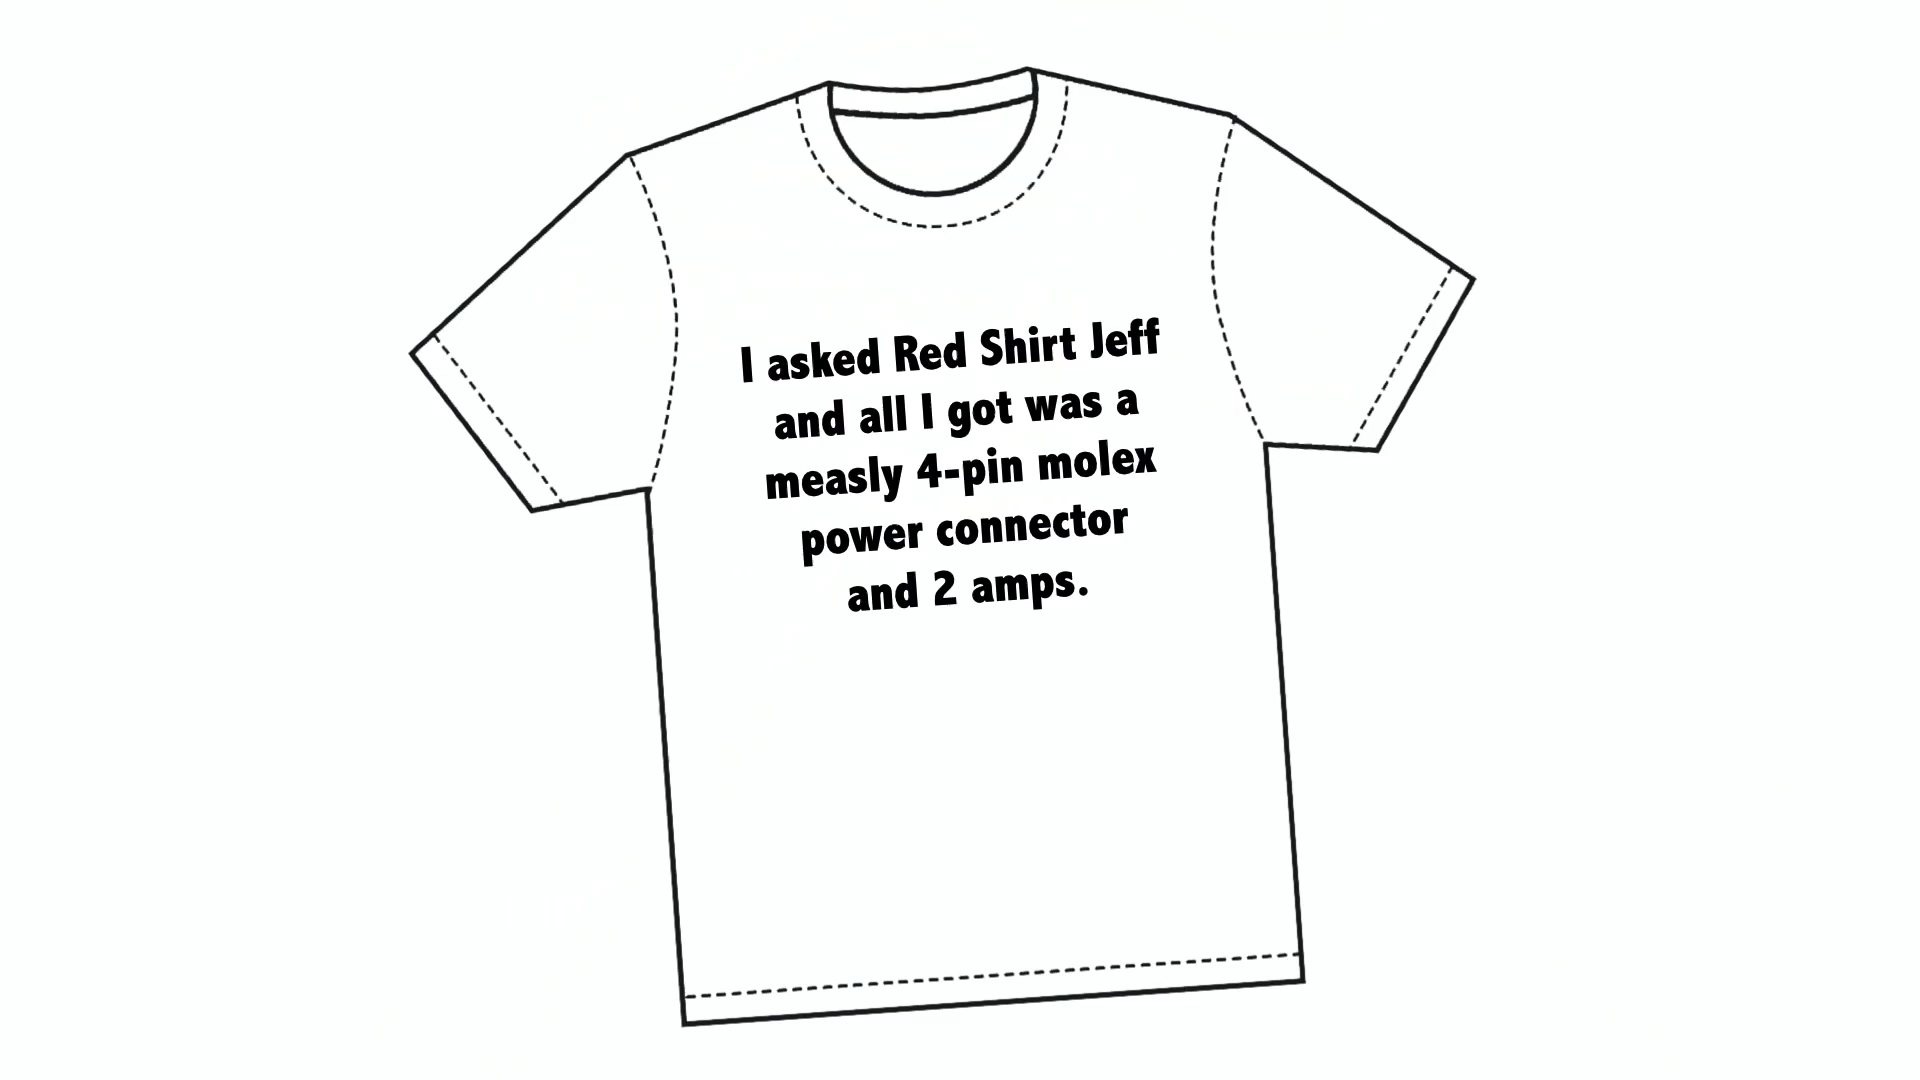 I asked Red Shirt Jeff
and all I got was a
measly 4-pin molex
power connector
and 2 amps.